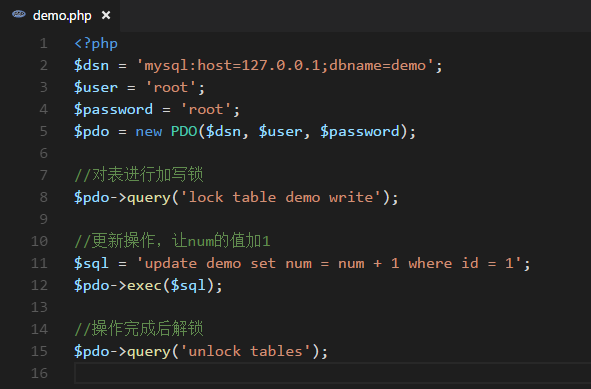 demo.php ×
1 <?php
2 $dsn = 'mysql:host=127.0.0.1;dbname=demo';
3 $user = 'root';
4 $password = 'root';
5 $pdo = new PDO($dsn, $user, $password);
6
7 //对表进行加写锁
8 $pdo->query('lock table demo write');
9
10 //更新操作，让num的值加1
11 $sql = 'update demo set num = num + 1 where id = 1';
12 $pdo->exec($sql);
13
14 //操作完成后解锁
15 $pdo->query('unlock tables');
16